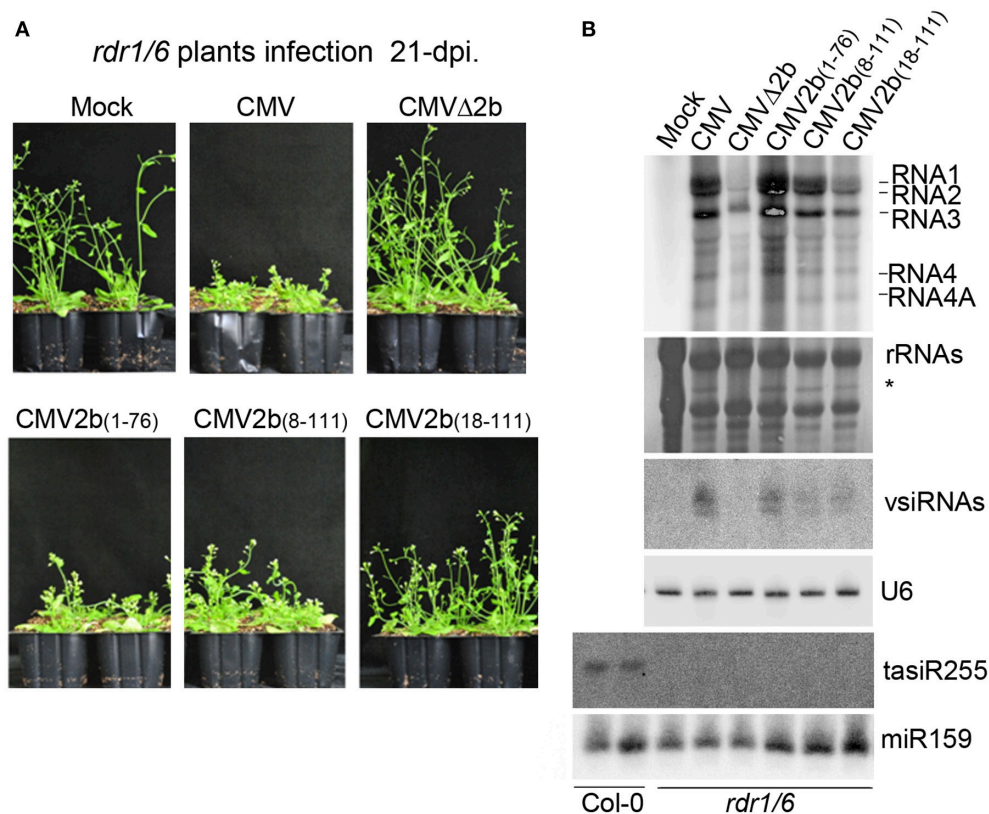 A
rdr1/6 plants infection 21-dpi.
Mock CMV CMVΔ2b
CMV2b(1-76) CMV2b(8-111) CMV2b(18-111)
B
Mock
CMV
CMVΔ2b
CMV2b(1-76)
CMV2b(8-111)
CMV2b(18-111)
RNA1
RNA2
RNA3
RNA4
RNA4A
rRNAs
*
vsiRNAs
U6
tasiR255
miR159
Col-0 rdr1/6